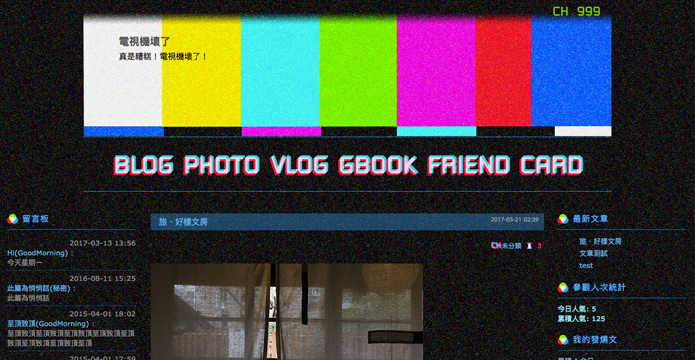 CH 999
電視機壞了
真是糟糕！電視機壞了！
BLOG PHOTO VLOG GBOOK FRIEND CARD
留言板
2017-03-13 13:56
Hi(GoodMorning)：
今天星期一
2016-08-11 15:25
此篇為悄悄話(秘密)：
此篇為悄悄話
2015-04-01 18:02
至頂致頂(GoodMorning)：
至頂致頂至頂致頂至頂致頂至頂致頂至頂
致頂至頂致頂至頂致頂至頂
2015-04-01 17:59
旅．好樣文房
2017-03-21 02:39
未分類
3
最新文章
旅．好樣文房
文章測試
test
參觀人次統計
今日人氣: 5
累積人氣: 125
我的發燒文